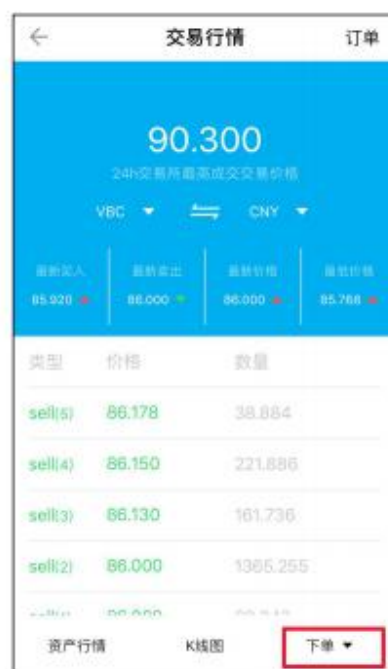 交易行情 订单
90.300
24h交易所最高成交交易价格
VBC CNY
最新买入 最新卖出 最新价格 最低价格
85.920 86.000 86.000 85.768
类型 价格 数量
sell(5) 86.178 38.884
sell(4) 86.150 221.886
sell(3) 86.130 161.736
sell(2) 86.000 1365.255
资产行情 K线图 下单